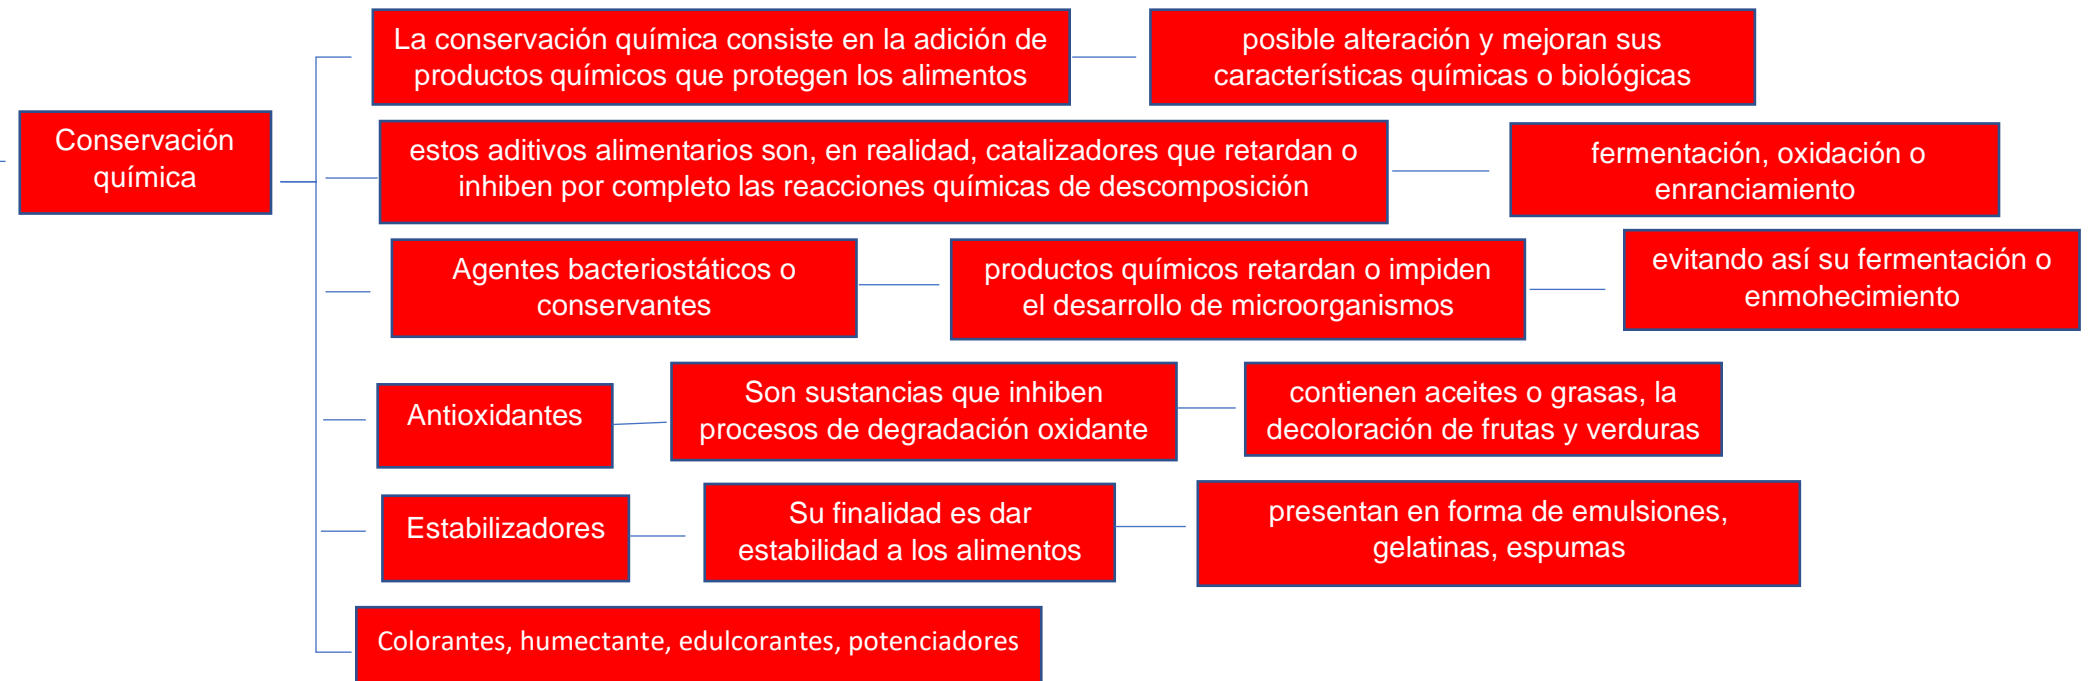 Conservación
química
La conservación química consiste en la adición de
productos químicos que protegen los alimentos
posible alteración y mejoran sus
características químicas o biológicas
estos aditivos alimentarios son, en realidad, catalizadores que retardan o
inhiben por completo las reacciones químicas de descomposición
fermentación, oxidación o
enranciamiento
Agentes bacteriostáticos o
conservantes
productos químicos retardan o impiden
el desarrollo de microorganismos
evitando así su fermentación o
enmohecimiento
Antioxidantes
Son sustancias que inhiben
procesos de degradación oxidante
contienen aceites o grasas, la
decoloración de frutas y verduras
Estabilizadores
Su finalidad es dar
estabilidad a los alimentos
presentan en forma de emulsiones,
gelatinas, espumas
Colorantes, humectante, edulcorantes, potenciadores